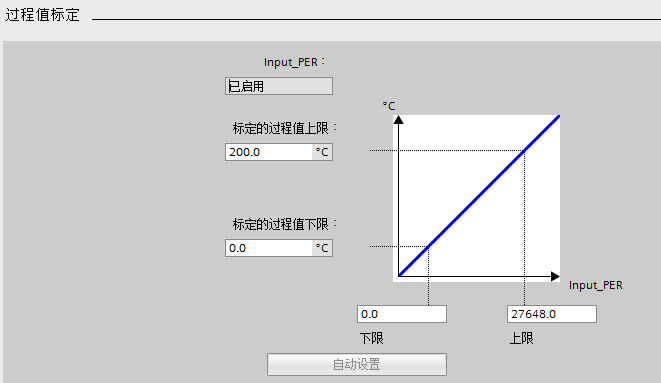 过程值标定
Input_PER：
已启用
°C
标定的过程值上限：
200.0 °C
标定的过程值下限：
0.0 °C
Input_PER
0.0 27648.0
下限 上限
自动设置